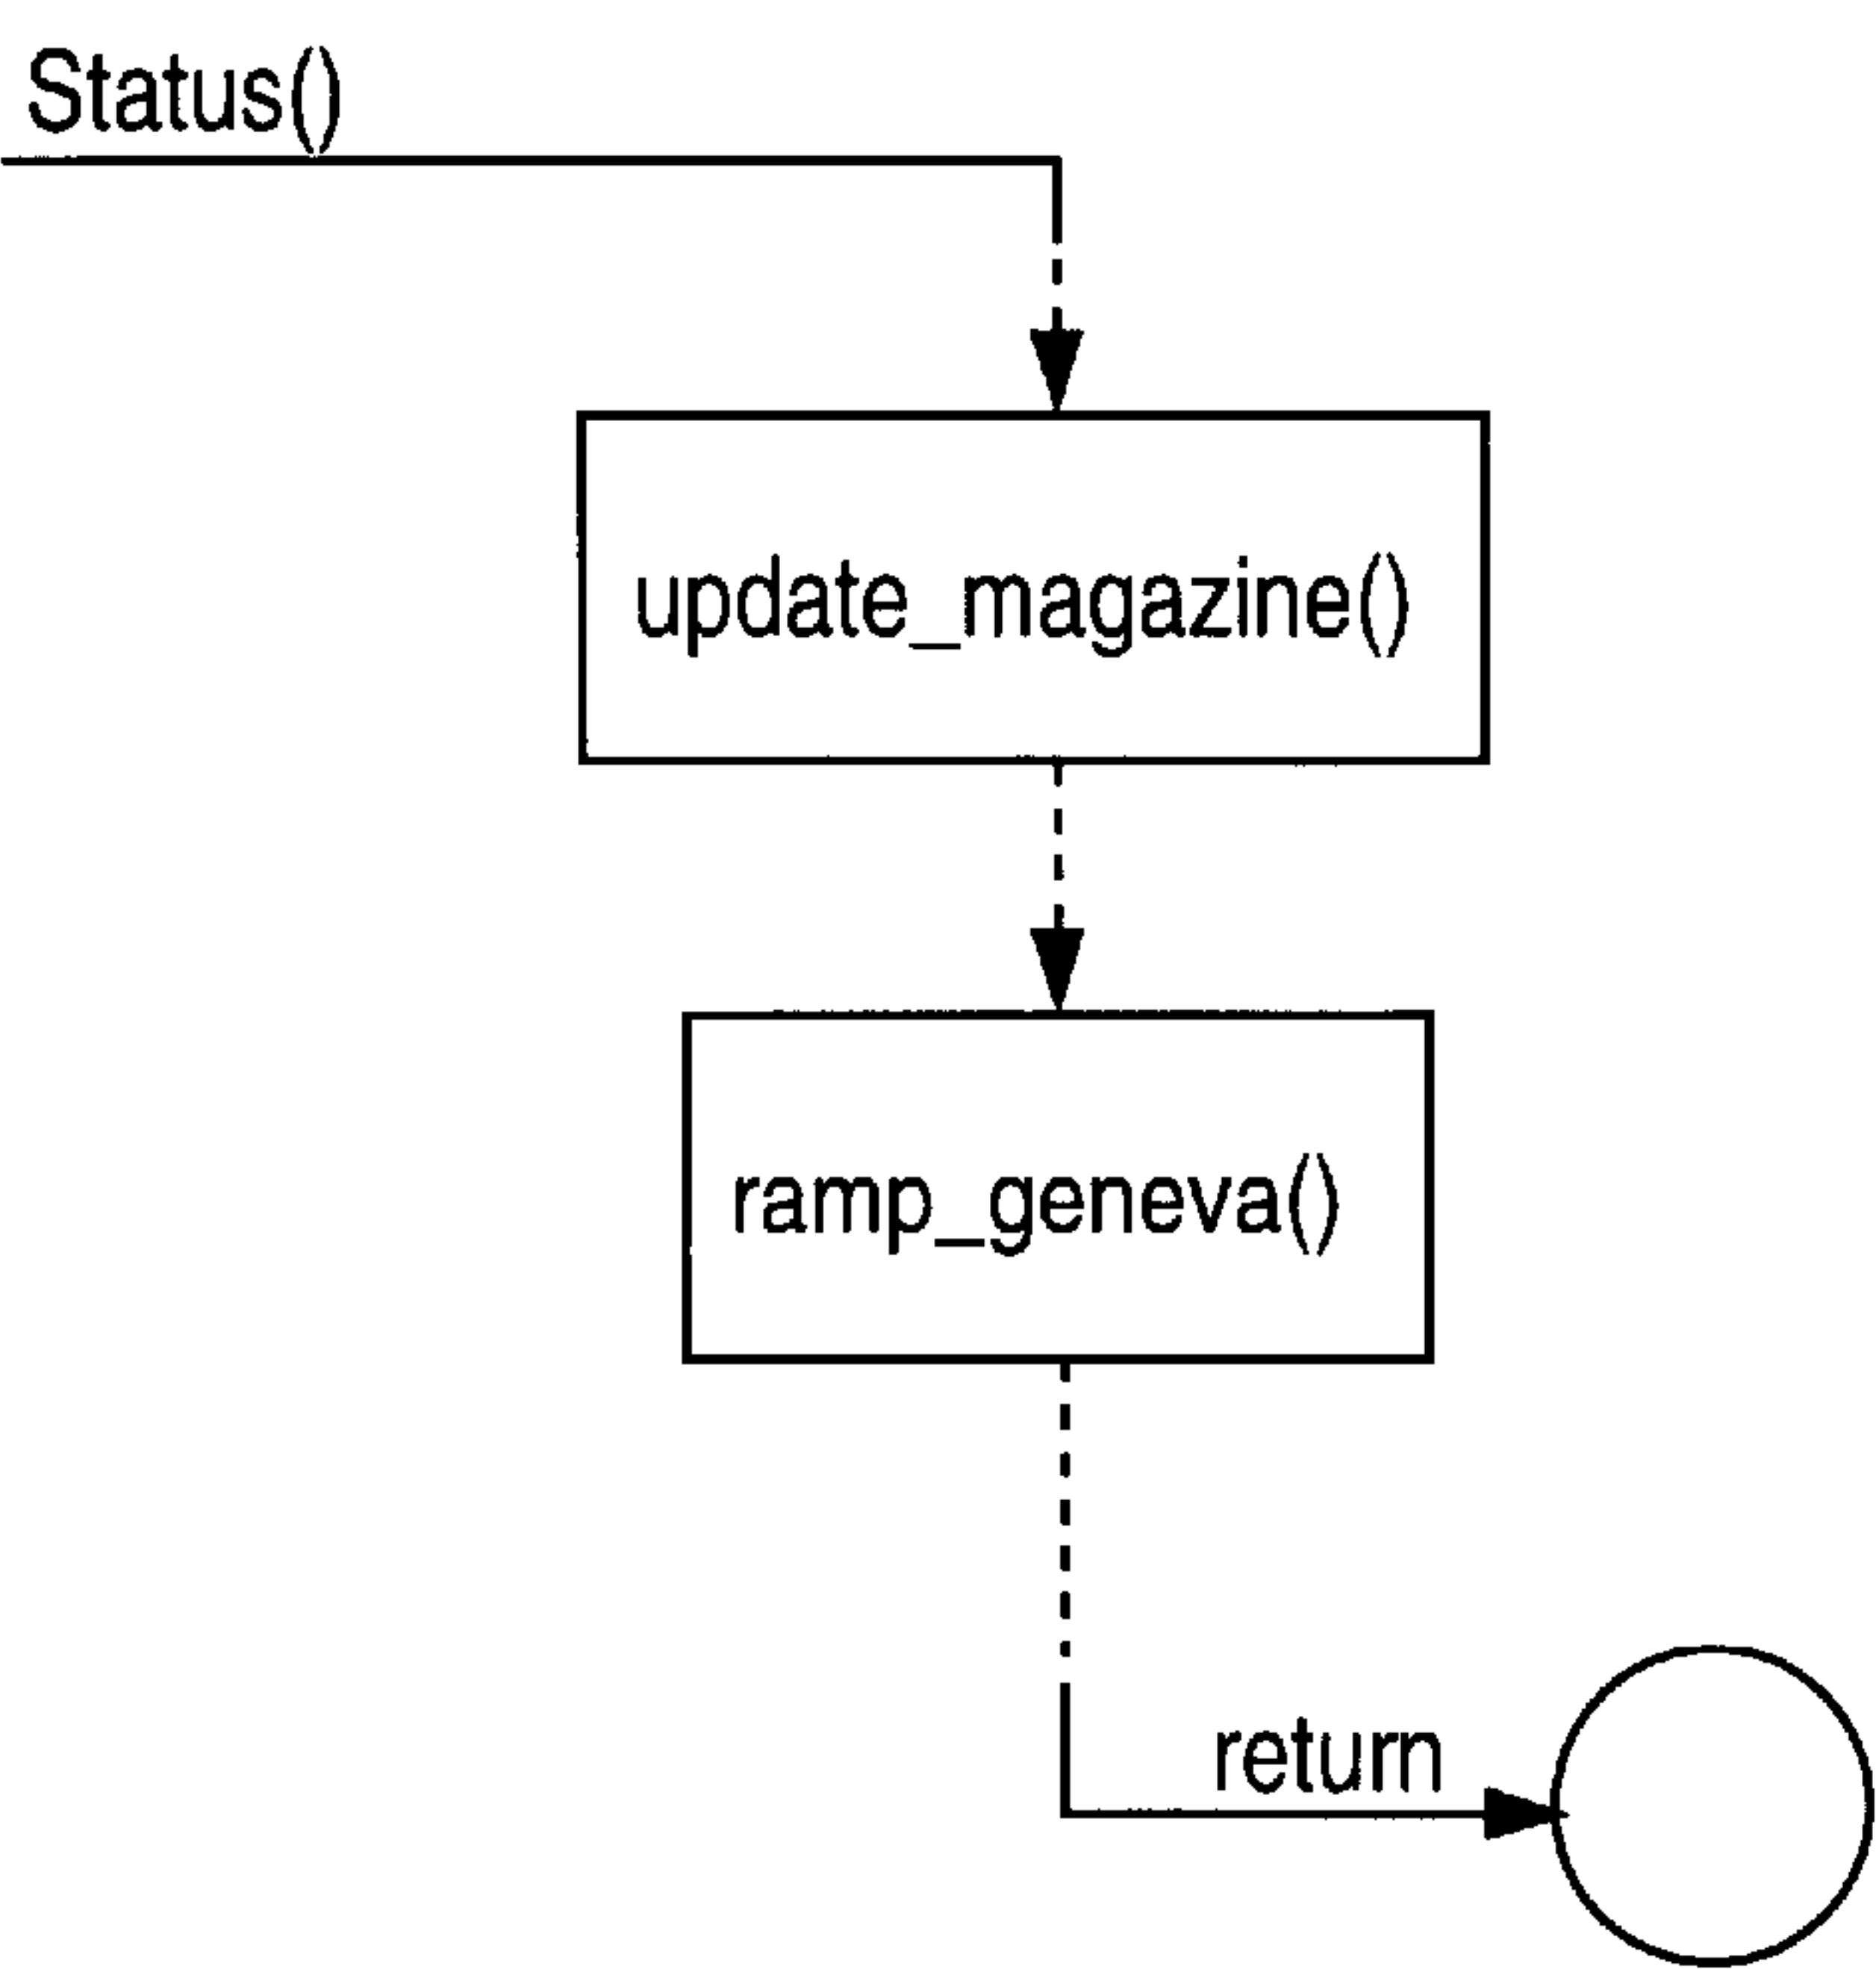 Status()
update_magazine()
ramp_geneva()
return